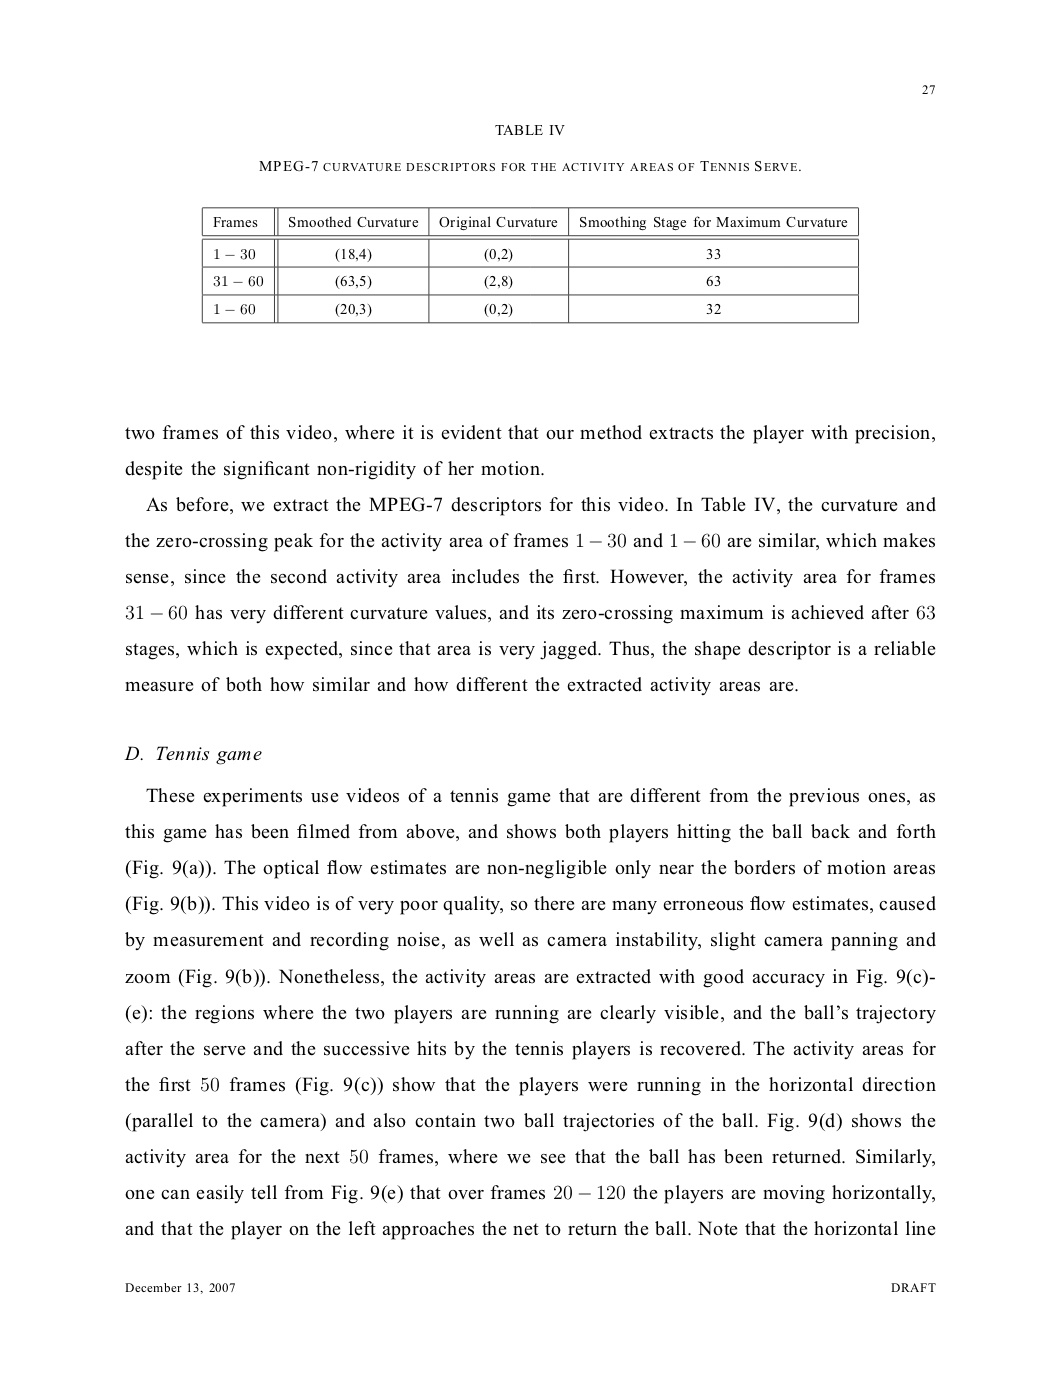 27
TABLE IV
MPEG-7 CURVATURE DESCRIPTORS FOR THE ACTIVITY AREAS OF TENNIS SERVE.
Frames Smoothed Curvature Original Curvature Smoothing Stage for Maximum Curvature
1 − 30 (18,4) (0,2) 33
31 − 60 (63,5) (2,8) 63
1 − 60 (20,3) (0,2) 32
two frames of this video, where it is evident that our method extracts the player with precision,
despite the significant non-rigidity of her motion.
As before, we extract the MPEG-7 descriptors for this video. In Table IV, the curvature and
the zero-crossing peak for the activity area of frames 1 − 30 and 1 − 60 are similar, which makes
sense, since the second activity area includes the first. However, the activity area for frames
31 − 60 has very different curvature values, and its zero-crossing maximum is achieved after 63
stages, which is expected, since that area is very jagged. Thus, the shape descriptor is a reliable
measure of both how similar and how different the extracted activity areas are.
D. Tennis game
These experiments use videos of a tennis game that are different from the previous ones, as
this game has been filmed from above, and shows both players hitting the ball back and forth
(Fig. 9(a)). The optical flow estimates are non-negligible only near the borders of motion areas
(Fig. 9(b)). This video is of very poor quality, so there are many erroneous flow estimates, caused
by measurement and recording noise, as well as camera instability, slight camera panning and
zoom (Fig. 9(b)). Nonetheless, the activity areas are extracted with good accuracy in Fig. 9(c)-
(e): the regions where the two players are running are clearly visible, and the ball's trajectory
after the serve and the successive hits by the tennis players is recovered. The activity areas for
the first 50 frames (Fig. 9(c)) show that the players were running in the horizontal direction
(parallel to the camera) and also contain two ball trajectories of the ball. Fig. 9(d) shows the
activity area for the next 50 frames, where we see that the ball has been returned. Similarly,
one can easily tell from Fig. 9(e) that over frames 20 − 120 the players are moving horizontally,
and that the player on the left approaches the net to return the ball. Note that the horizontal line
December 13, 2007 DRAFT